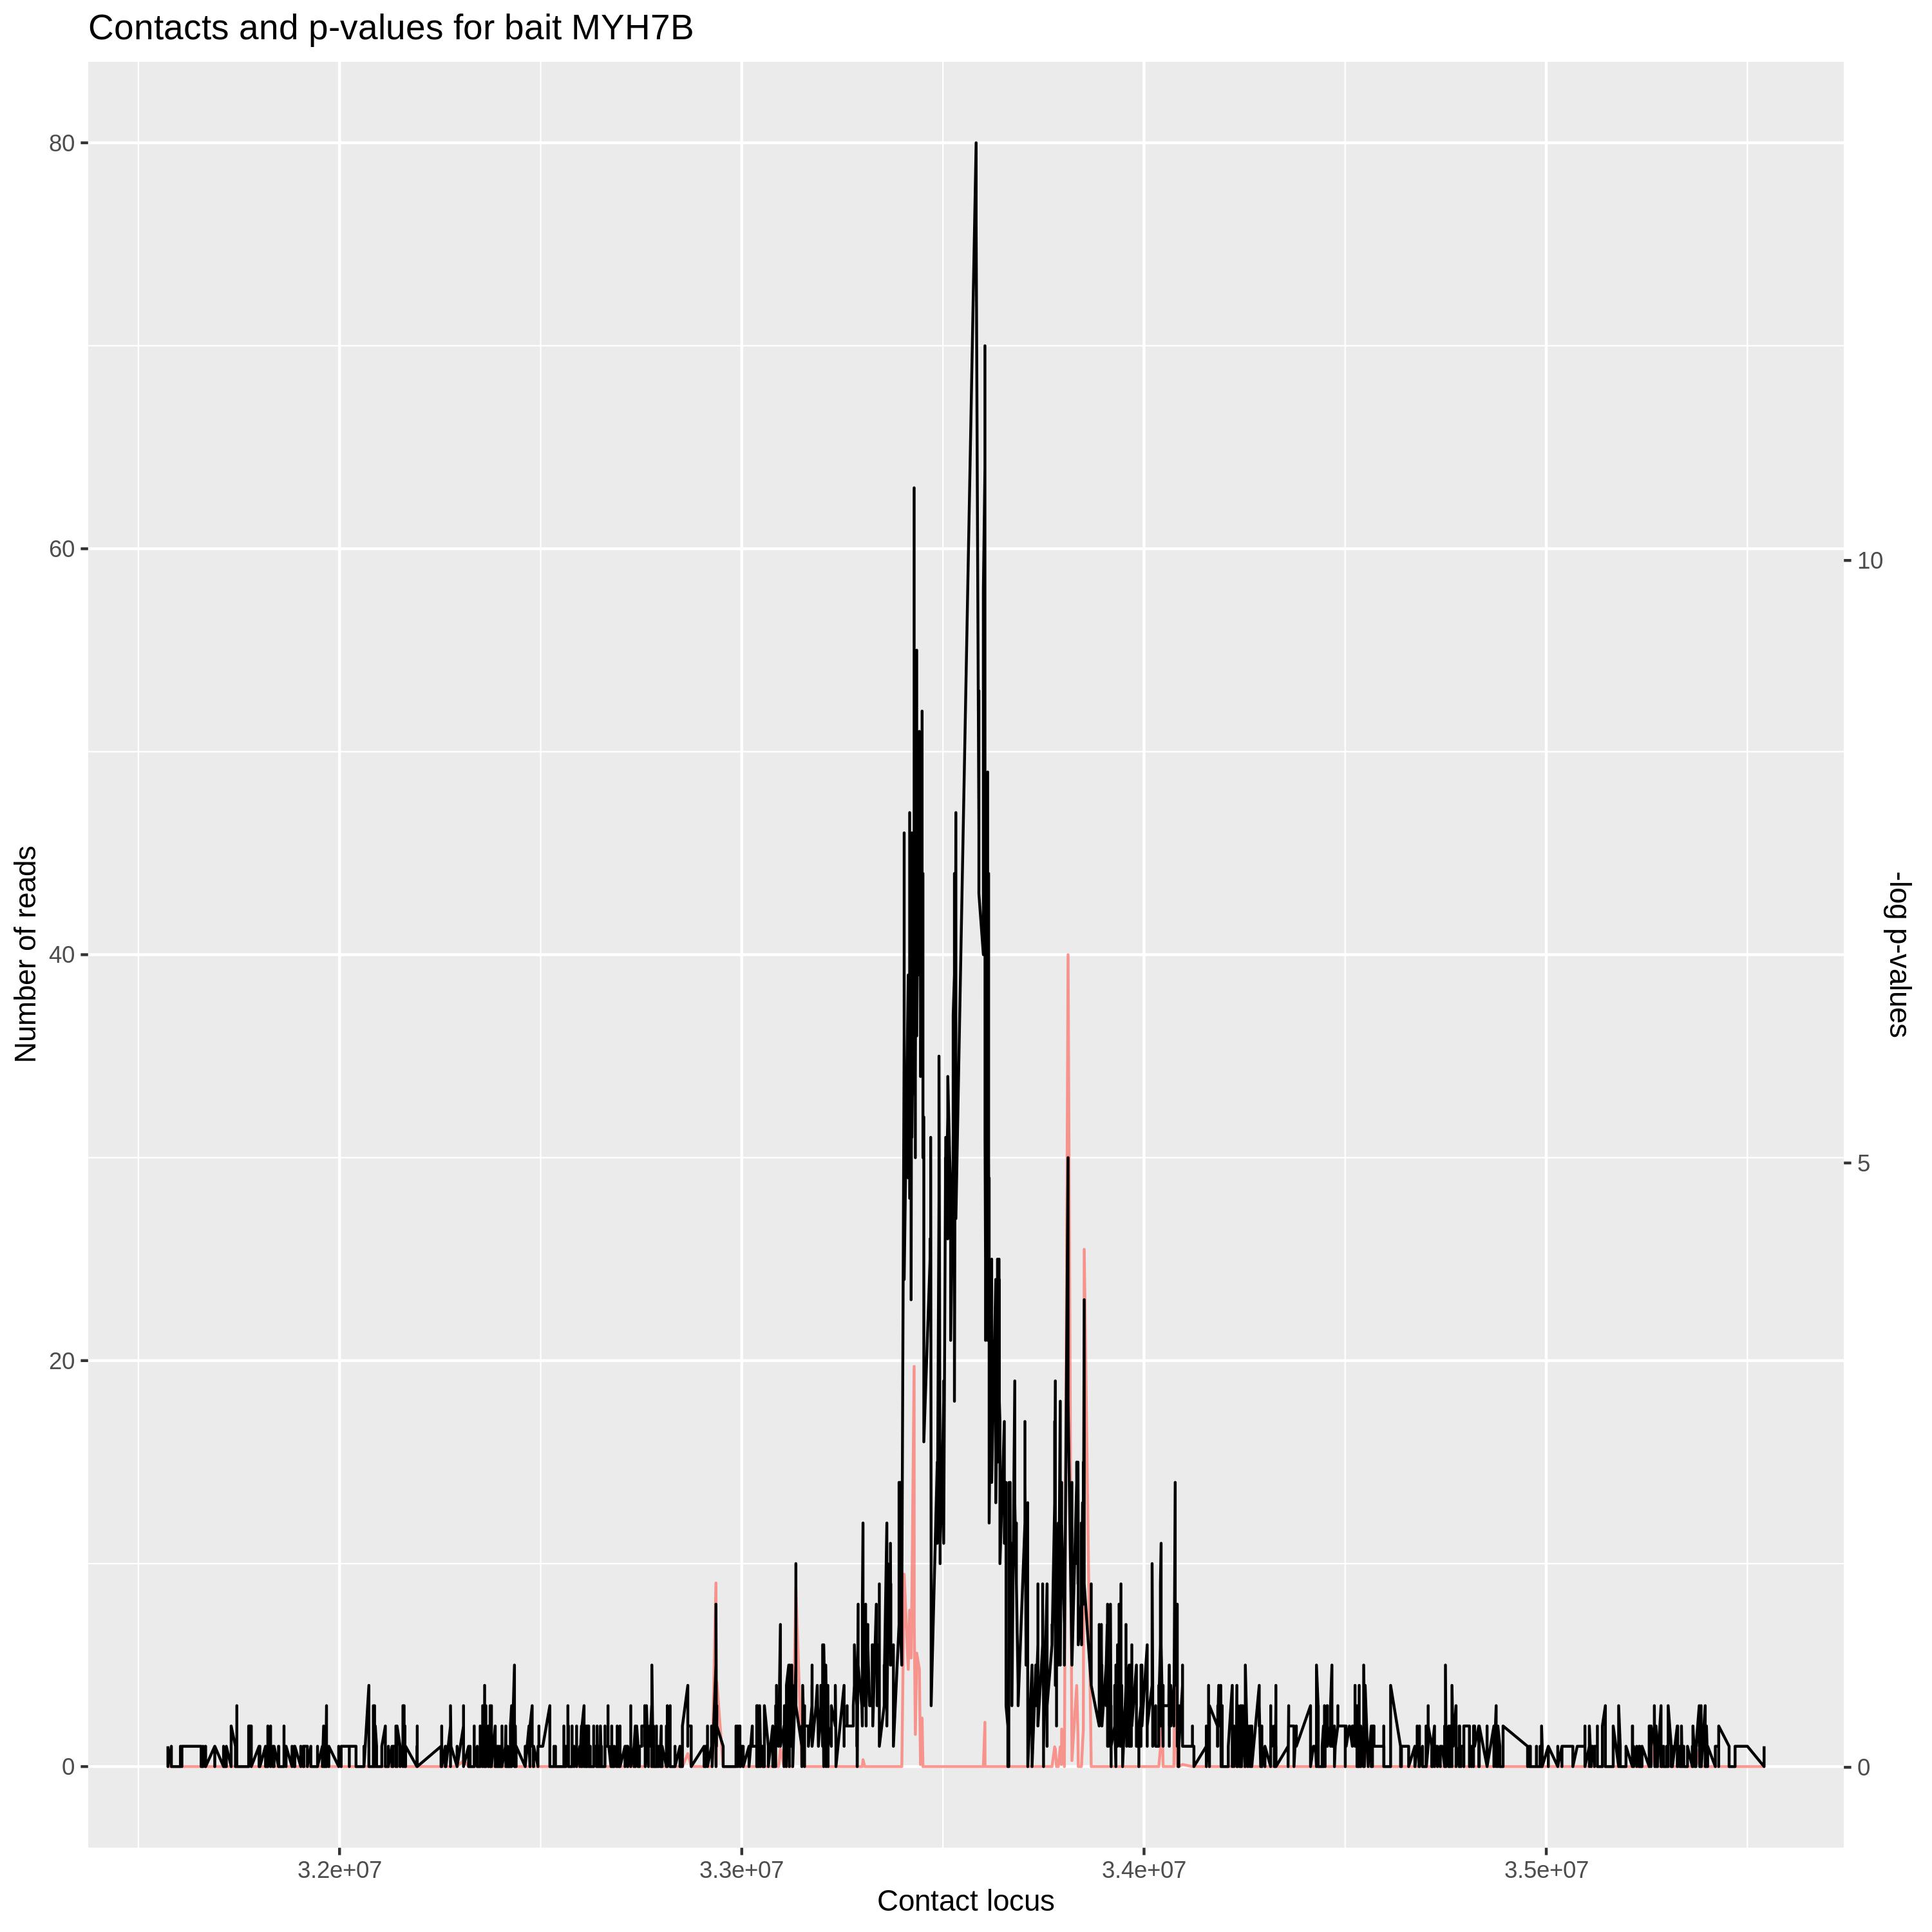 Contacts and p-values for bait MYH7B
80
60
40
20
0
Number of reads
10
5
0
-log p-values
3.2e+07
3.3e+07
3.4e+07
3.5e+07
Contact locus